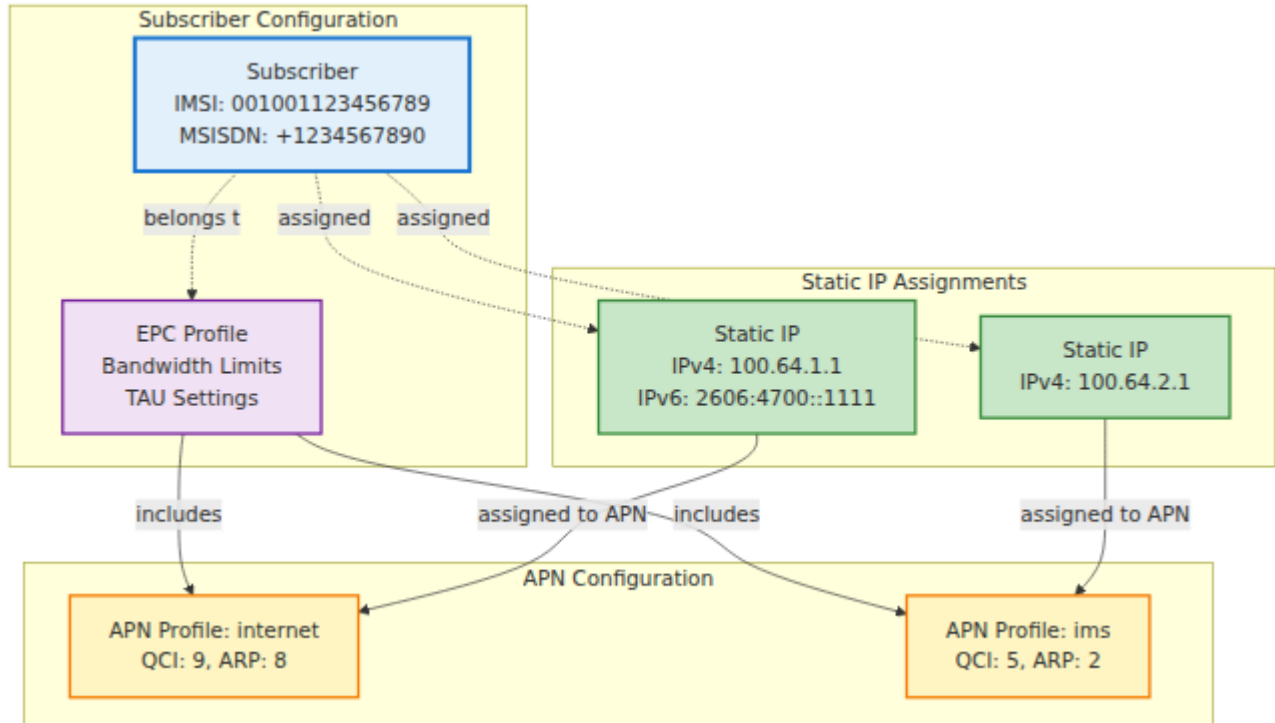 Subscriber Configuration
Subscriber
IMSI: 001001123456789
MSISDN: +1234567890
belongs t
assigned
assigned
Static IP Assignments
EPC Profile
Bandwidth Limits
TAU Settings
Static IP
IPv4: 100.64.1.1
IPv6: 2606:4700::1111
Static IP
IPv4: 100.64.2.1
includes
assigned to APN
includes
assigned to APN
APN Configuration
APN Profile: internet
QCI: 9, ARP: 8
APN Profile: ims
QCI: 5, ARP: 2